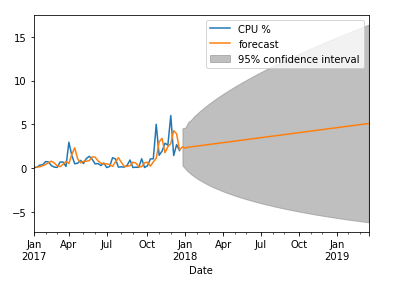 CPU %
forecast
95% confidence interval
15
10
5
0
−5
Jan Apr Jul Oct Jan Apr Jul Oct Jan
2017 2018 2019
Date